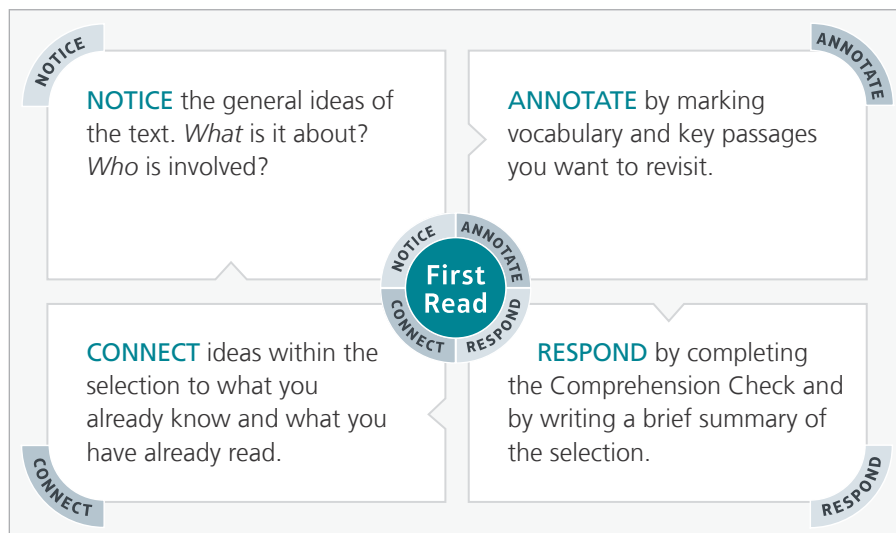 NOTICE
NOTICE the general ideas of
the text. What is it about?
Who is involved?
ANNOTATE
ANNOTATE by marking
vocabulary and key passages
you want to revisit.
NOTICE
ANNOTATE
First
Read
CONNECT
RESPOND
CONNECT ideas within the
selection to what you
already know and what you
have already read.
CONNECT
RESPOND by completing
the Comprehension Check and
by writing a brief summary of
the selection.
RESPOND